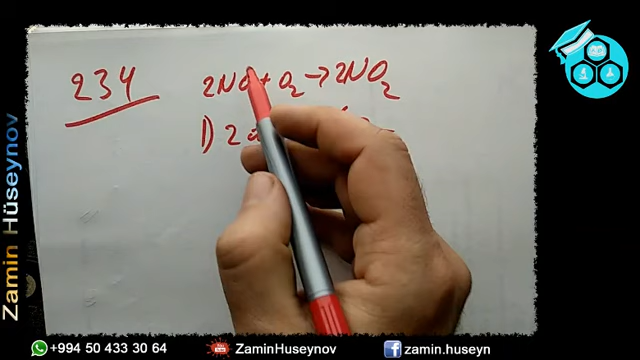 234
2NO + O₂ → 2NO₂
1) 2
Zamin Hüseynov
+994 50 433 30 64
ZaminHuseynov
zamin.huseyn